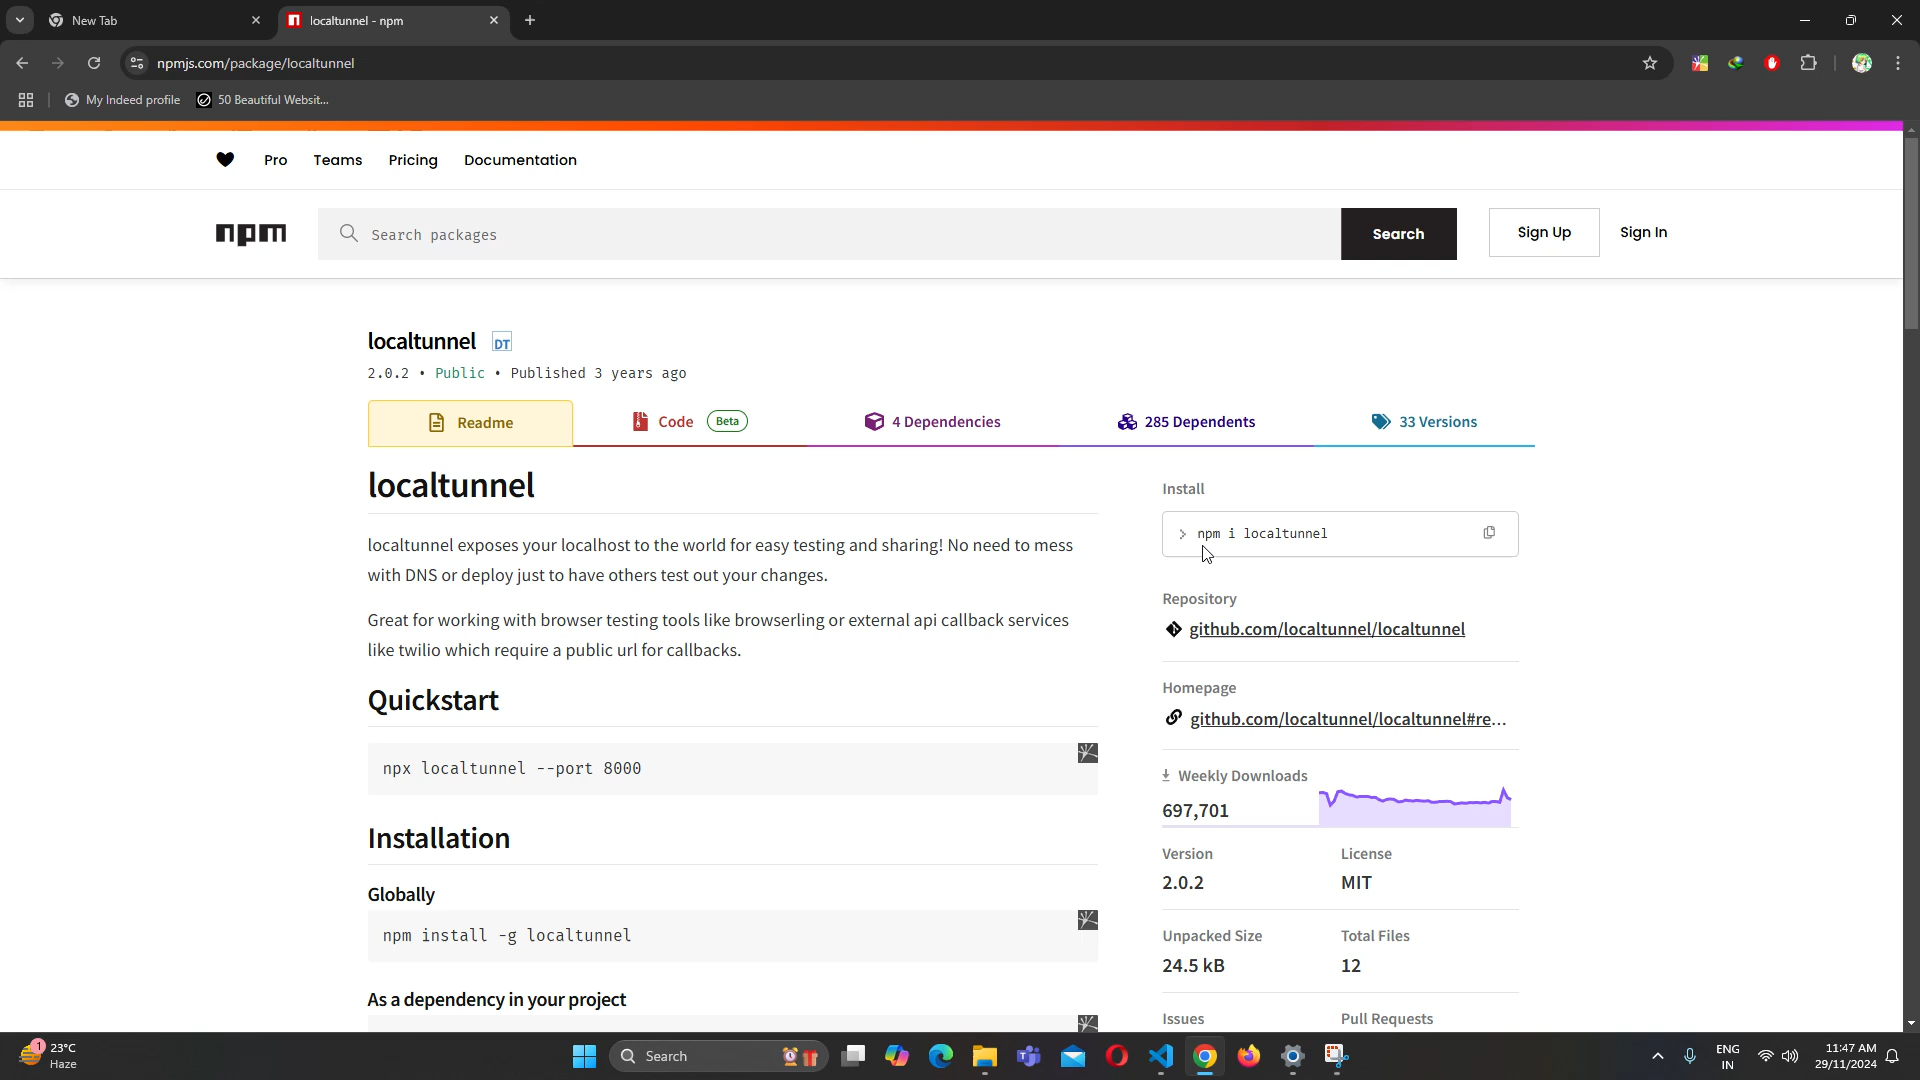 New Tab
localtunnel - npm
npmjs.com/package/localtunnel
My Indeed profile
50 Beautiful Websit...
Pro
Teams
Pricing
Documentation
npm
Search packages
Search
Sign Up
Sign In
localtunnel DT
2.0.2 • Public • Published 3 years ago
Readme
Code Beta
4 Dependencies
285 Dependents
33 Versions
localtunnel
localtunnel exposes your localhost to the world for easy testing and sharing! No need to mess
with DNS or deploy just to have others test out your changes.
Great for working with browser testing tools like browserling or external api callback services
like twilio which require a public url for callbacks.
Quickstart
npx localtunnel --port 8000
Installation
Globally
npm install -g localtunnel
As a dependency in your project
Install
> npm i localtunnel
Repository
github.com/localtunnel/localtunnel
Homepage
github.com/localtunnel/localtunnel#re...
Weekly Downloads
697,701
Version
License
2.0.2
MIT
Unpacked Size
Total Files
24.5 kB
12
Issues
Pull Requests
1
23°C
Haze
Search
ENG
IN
11:47 AM
29/11/2024